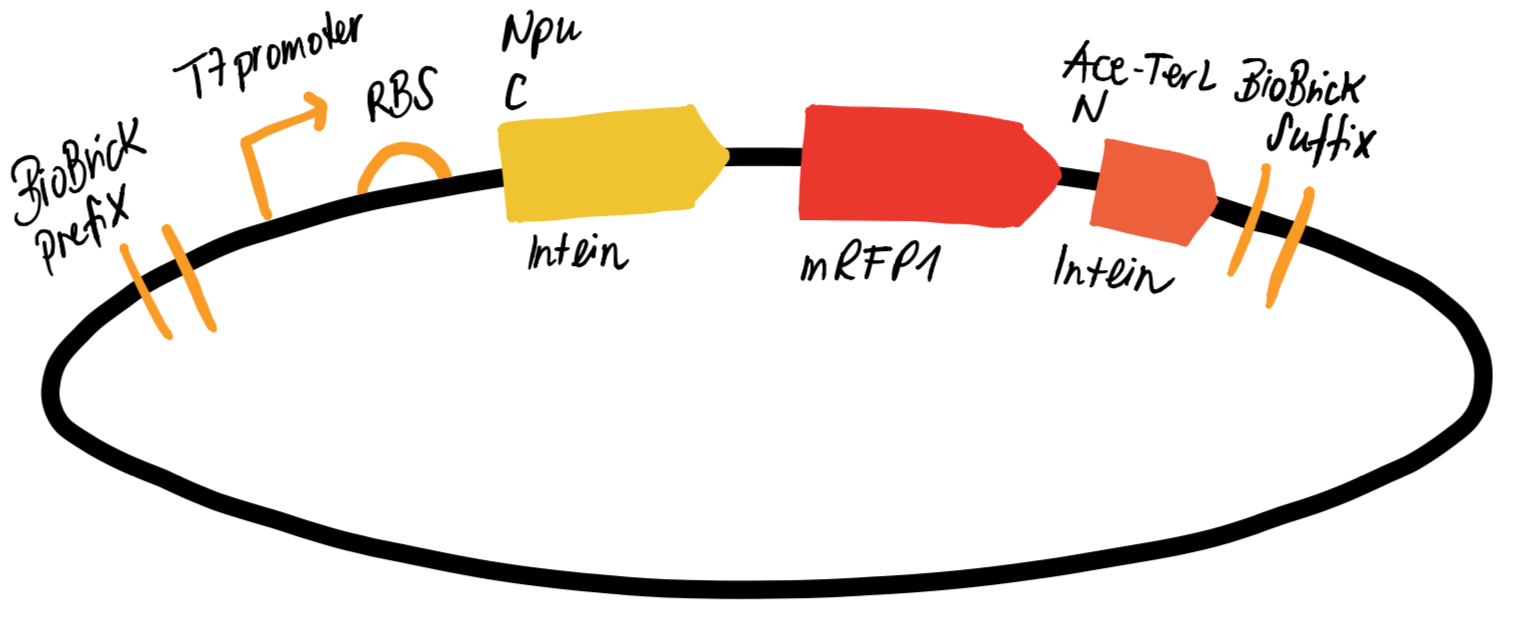 BioBrick
prefix
T7promoter
RBS
Npu
C
Intein
mRFP1
Ace-TerL
N
Intein
BioBrick
Suffix